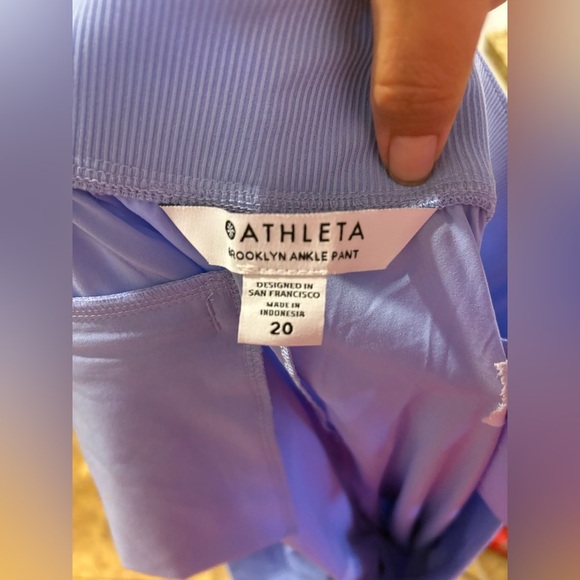 ATHLETA
BROOKLYN ANKLE PANT
DESIGNED IN
SAN FRANCISCO
MADE IN
INDONESIA
20